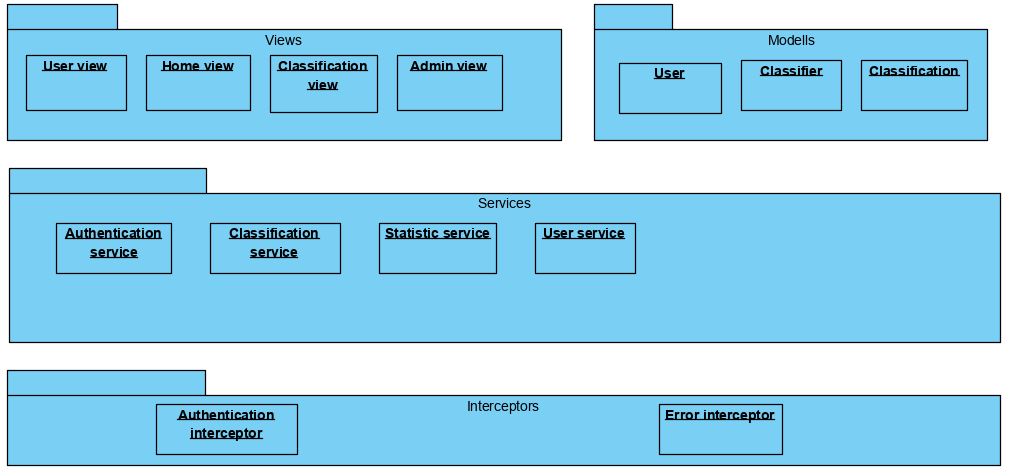 Views
User view
Home view
Classification
view
Admin view
Modells
User
Classifier
Classification
Services
Authentication
service
Classification
service
Statistic service
User service
Interceptors
Authentication
interceptor
Error interceptor